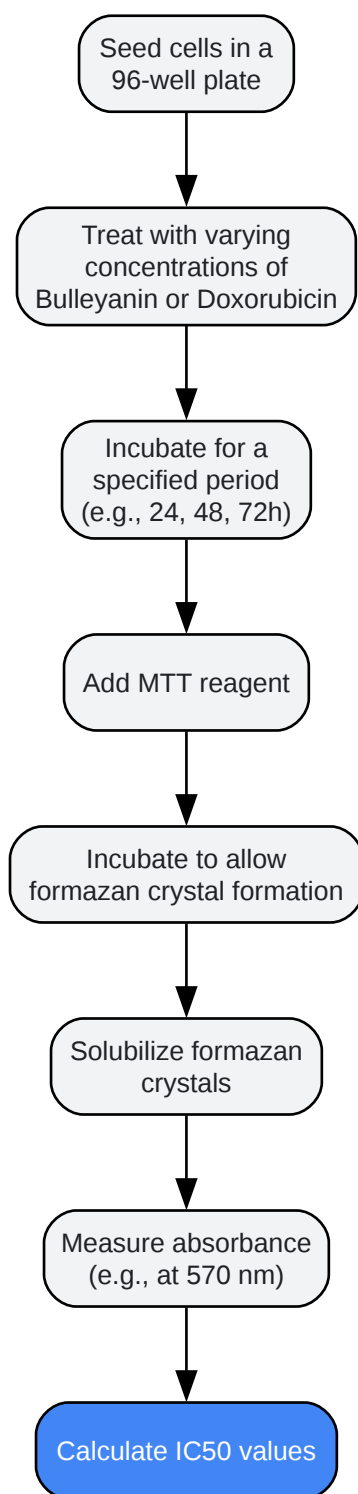 Seed cells in a
96-well plate
Treat with varying
concentrations of
Bulleyanin or Doxorubicin
Incubate for a
specified period
(e.g., 24, 48, 72h)
Add MTT reagent
Incubate to allow
formazan crystal formation
Solubilize formazan
crystals
Measure absorbance
(e.g., at 570 nm)
Calculate IC50 values